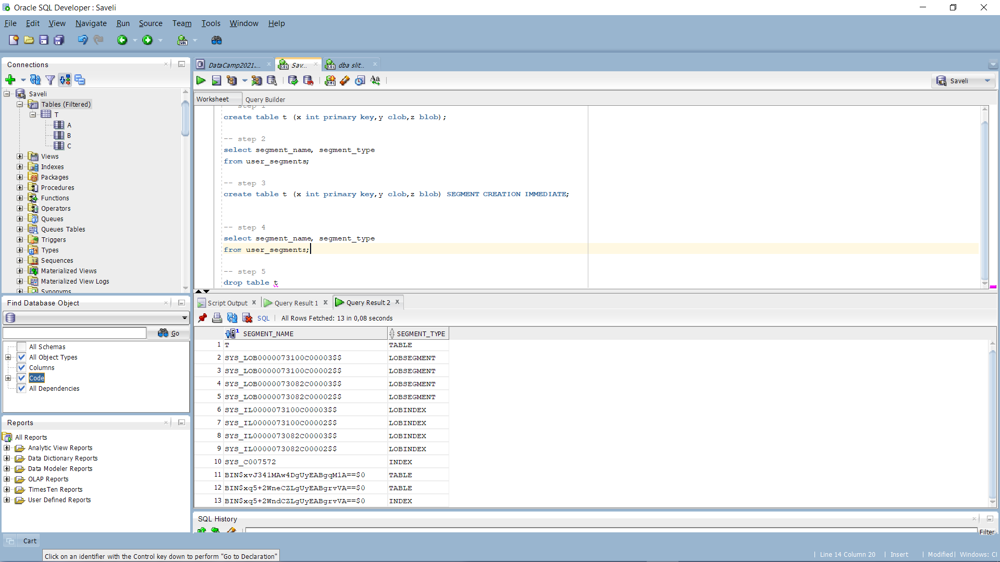 Oracle SQL Developer : Saveli
File Edit View Navigate Run Source Team Tools Window Help
Connections
Saveli
Tables (Filtered)
T
A
B
C
Views
Indexes
Packages
Procedures
Functions
Operators
Queues
Queues Tables
Triggers
Types
Sequences
Materialized Views
Materialized View Logs
Synonyms
Find Database Object
Go
All Schemas
All Object Types
Columns
Code
All Dependencies
Reports
All Reports
Analytic View Reports
Data Dictionary Reports
Data Modeler Reports
OLAP Reports
TimesTen Reports
User Defined Reports
DataCamp2021.... Sav... dba slit...
Saveli
Worksheet Query Builder
-- step 1
create table t (x int primary key,y clob,z blob);
-- step 2
select segment_name, segment_type
from user_segments;
-- step 3
create table t (x int primary key,y clob,z blob) SEGMENT CREATION IMMEDIATE;
-- step 4
select segment_name, segment_type
from user_segments;
-- step 5
drop table t
Script Output Query Result 1 Query Result 2
SQL All Rows Fetched: 13 in 0,08 seconds
SEGMENT_NAME SEGMENT_TYPE
1 T TABLE
2 SYS_LOB0000073100C00003$$ LOBSEGMENT
3 SYS_LOB0000073100C00002$$ LOBSEGMENT
4 SYS_LOB0000073082C00003$$ LOBSEGMENT
5 SYS_LOB0000073082C00002$$ LOBSEGMENT
6 SYS_IL0000073100C00003$$ LOBINDEX
7 SYS_IL0000073100C00002$$ LOBINDEX
8 SYS_IL0000073082C00003$$ LOBINDEX
9 SYS_IL0000073082C00002$$ LOBINDEX
10 SYS_C007572 INDEX
11 BIN$xvJ341MAw4DgUyEABgqM1A==$0 TABLE
12 BIN$xq5+2WneCZLgUyEABgrvVA==$0 TABLE
13 BIN$xq5+2WndCZLgUyEABgrvVA==$0 INDEX
SQL History
Filter
Cart
Click on an identifier with the Control key down to perform "Go to Declaration"
Line 14 Column 20 Insert Modified Windows: Cl